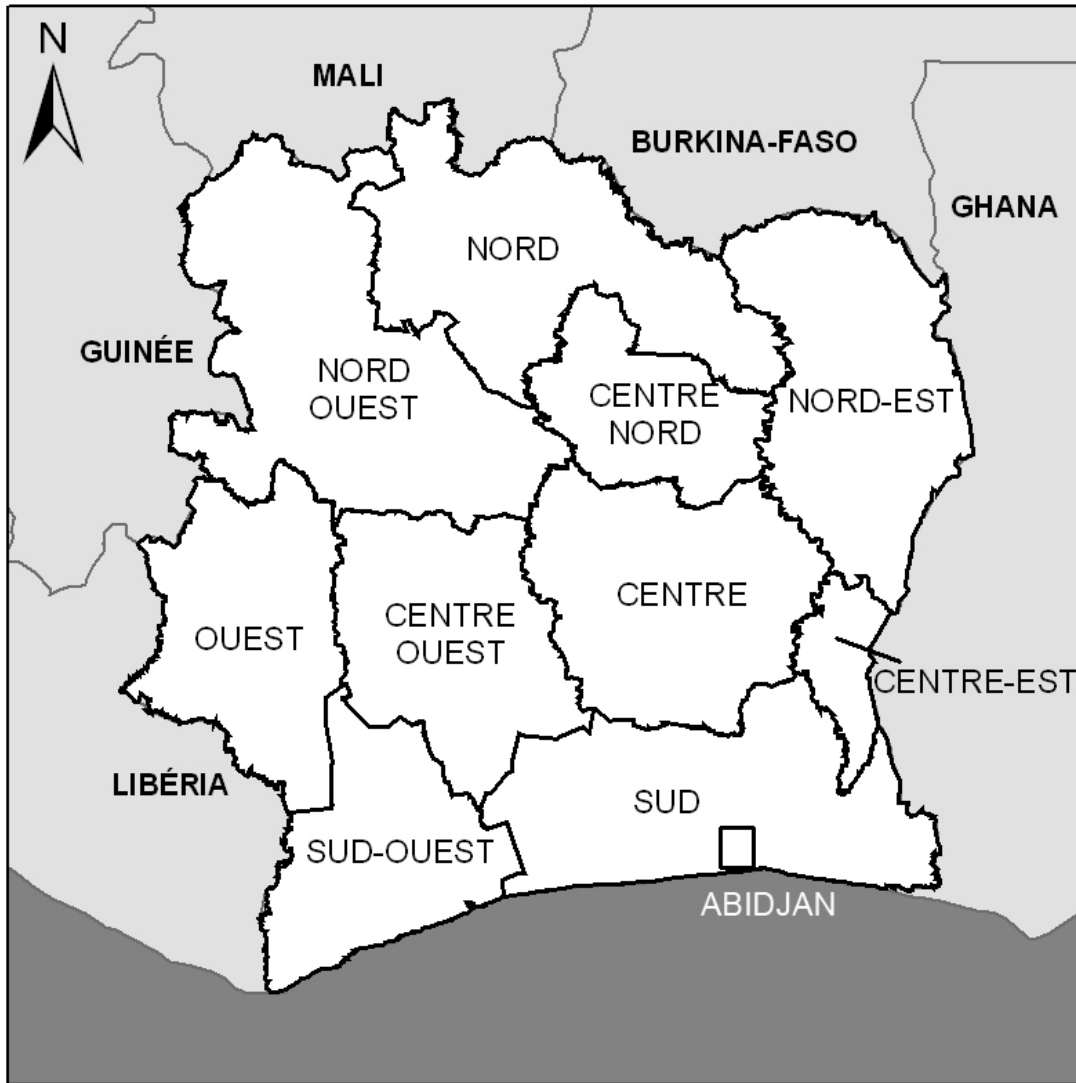 N
MALI
BURKINA-FASO
GHANA
NORD
GUINÉE
NORD
OUEST
CENTRE
NORD
NORD-EST
OUEST
CENTRE
OUEST
CENTRE
CENTRE-EST
LIBÉRIA
SUD
SUD-OUEST
ABIDJAN